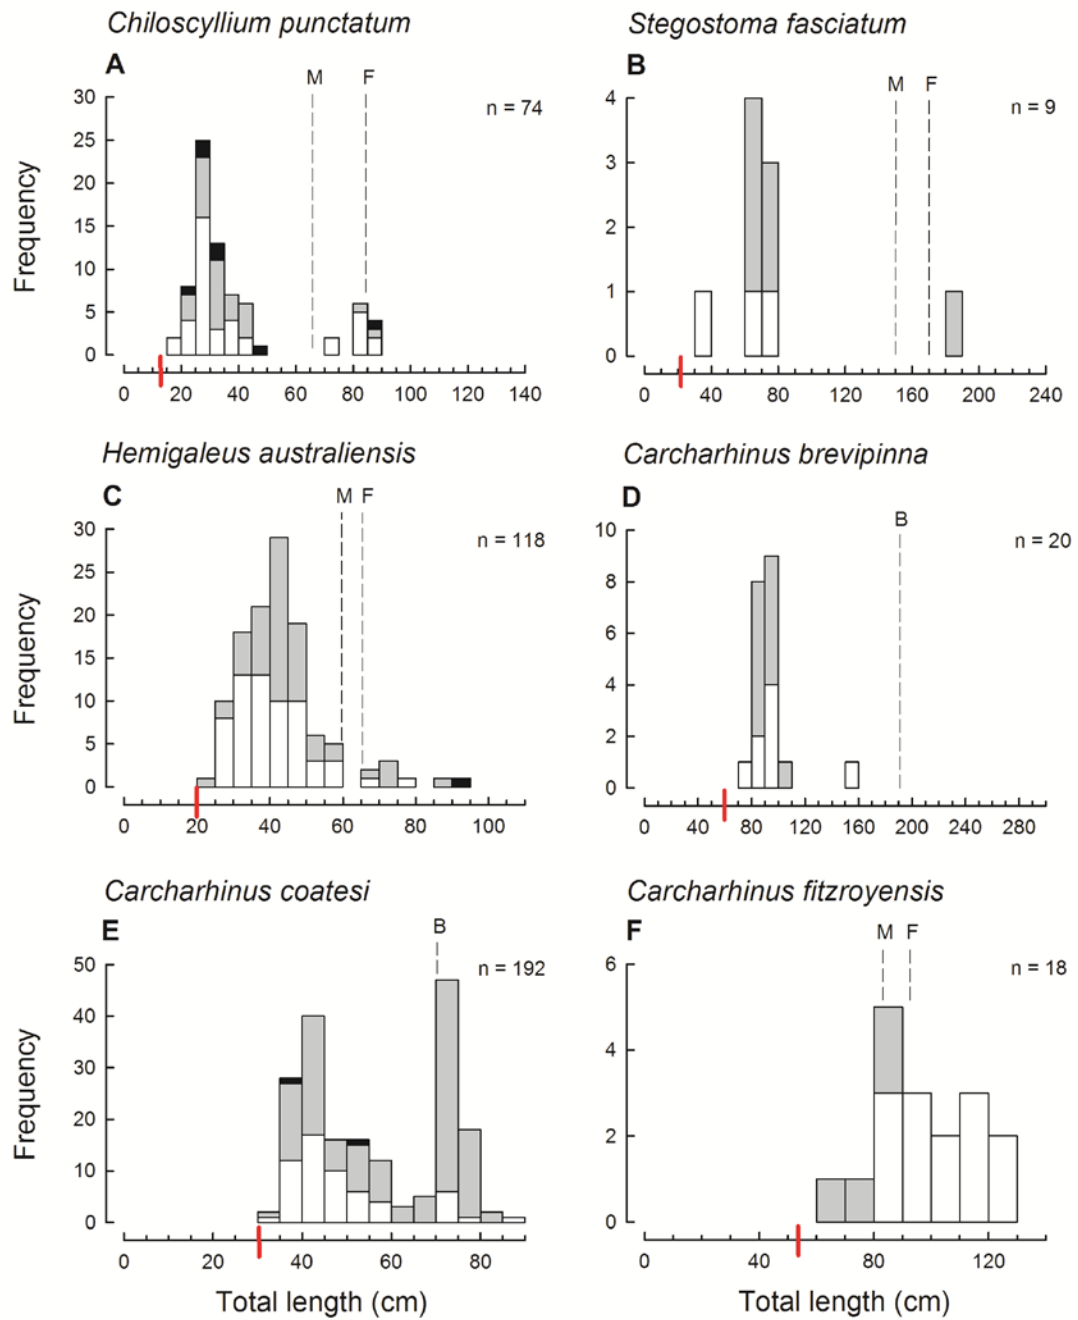 Chiloscyllium punctatum
A
M F
n = 74
30
25
20
15
10
5
0
Frequency
0 20 40 60 80 100 120 140
Stegostoma fasciatum
B
M F
n = 9
4
3
2
1
0
0 40 80 120 160 200 240
Hemigaleus australiensis
C
M F
n = 118
30
25
20
15
10
5
0
Frequency
0 20 40 60 80 100
Carcharhinus brevipinna
D
B
n = 20
10
8
6
4
2
0
0 40 80 120 160 200 240 280
Carcharhinus coatesi
E
B
n = 192
50
40
30
20
10
0
Frequency
0 20 40 60 80
Total length (cm)
Carcharhinus fitzroyensis
F
M F
n = 18
6
4
2
0
0 40 80 120
Total length (cm)